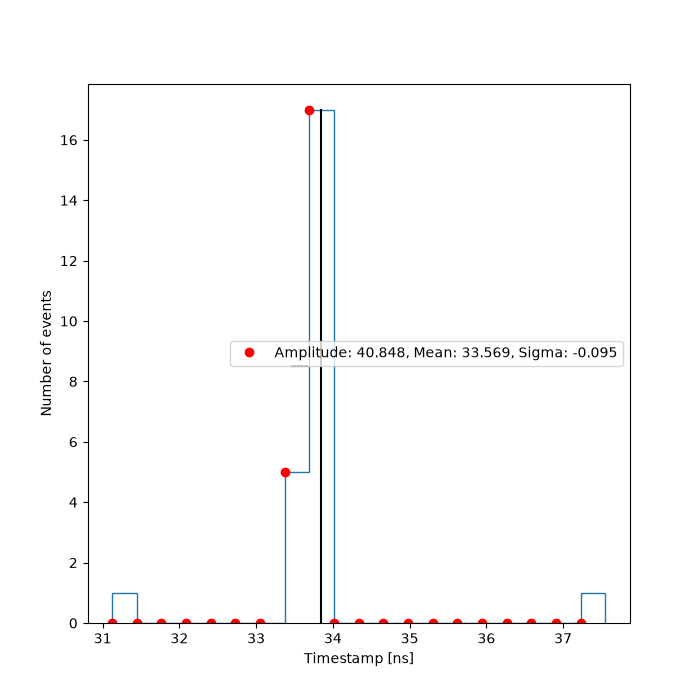 16
14
12
10
8
6
4
2
0
Number of events
Amplitude: 40.848, Mean: 33.569, Sigma: -0.095
31 32 33 34 35 36 37
Timestamp [ns]